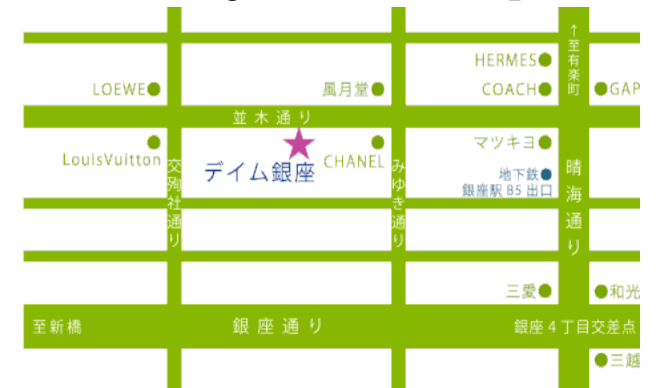 ↑至有楽町
HERMES
LOEWE
風月堂
COACH
GAP
並木通り
LouisVuitton
デイム銀座
CHANEL
マツキヨ
地下鉄
銀座駅 B5 出口
交殉社通り
みゆき通り
晴海通り
三愛
和光
至新橋
銀座通り
銀座4丁目交差点
三越